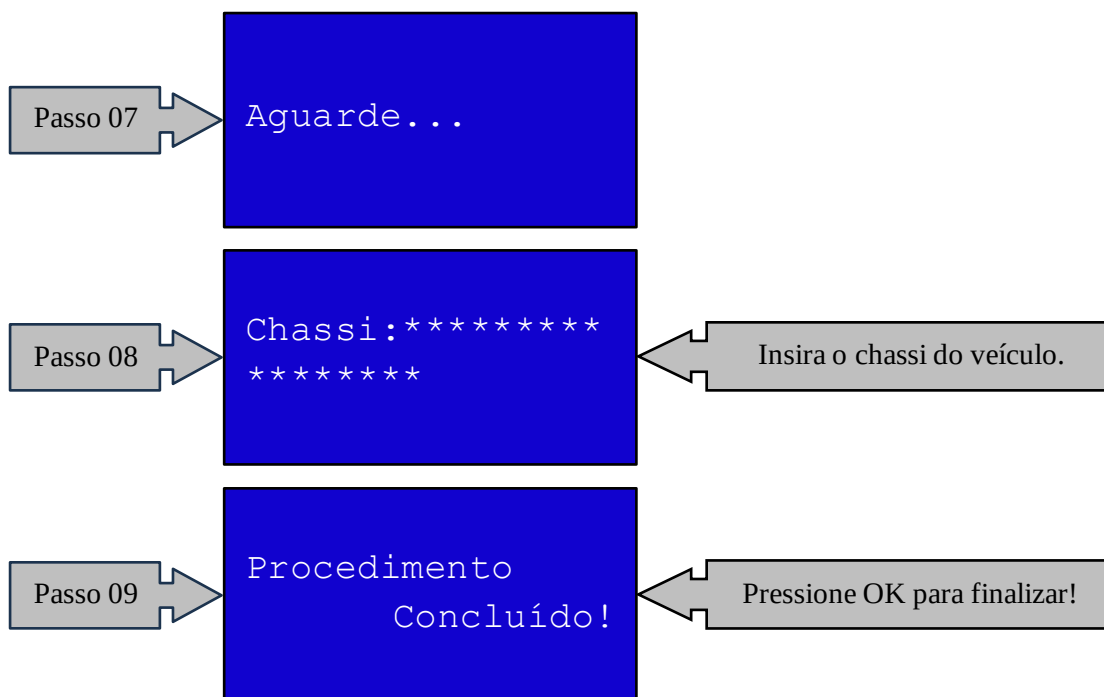 Passo 07
Aguarde...
Passo 08
Chassi:*********
********
Insira o chassi do veículo.
Passo 09
Procedimento
Concluído!
Pressione OK para finalizar!